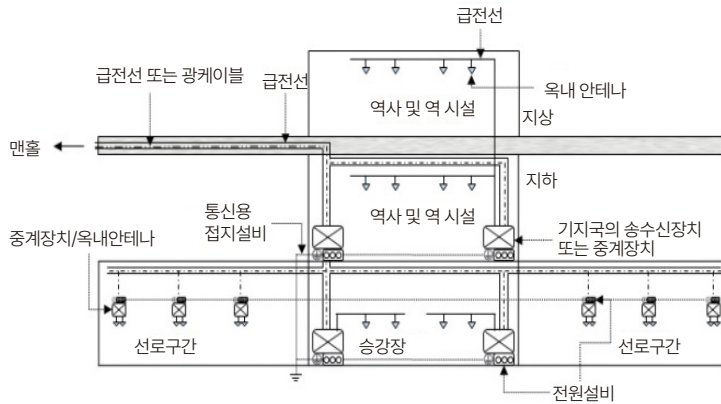 급전선
급전선 또는 광케이블
급전선
옥내 안테나
역사 및 역 시설
지상
맨홀
지하
통신용
접지설비
역사 및 역 시설
중계장치/옥내안테나
기지국의 송수신장치
또는 중계장치
선로구간
승강장
선로구간
전원설비